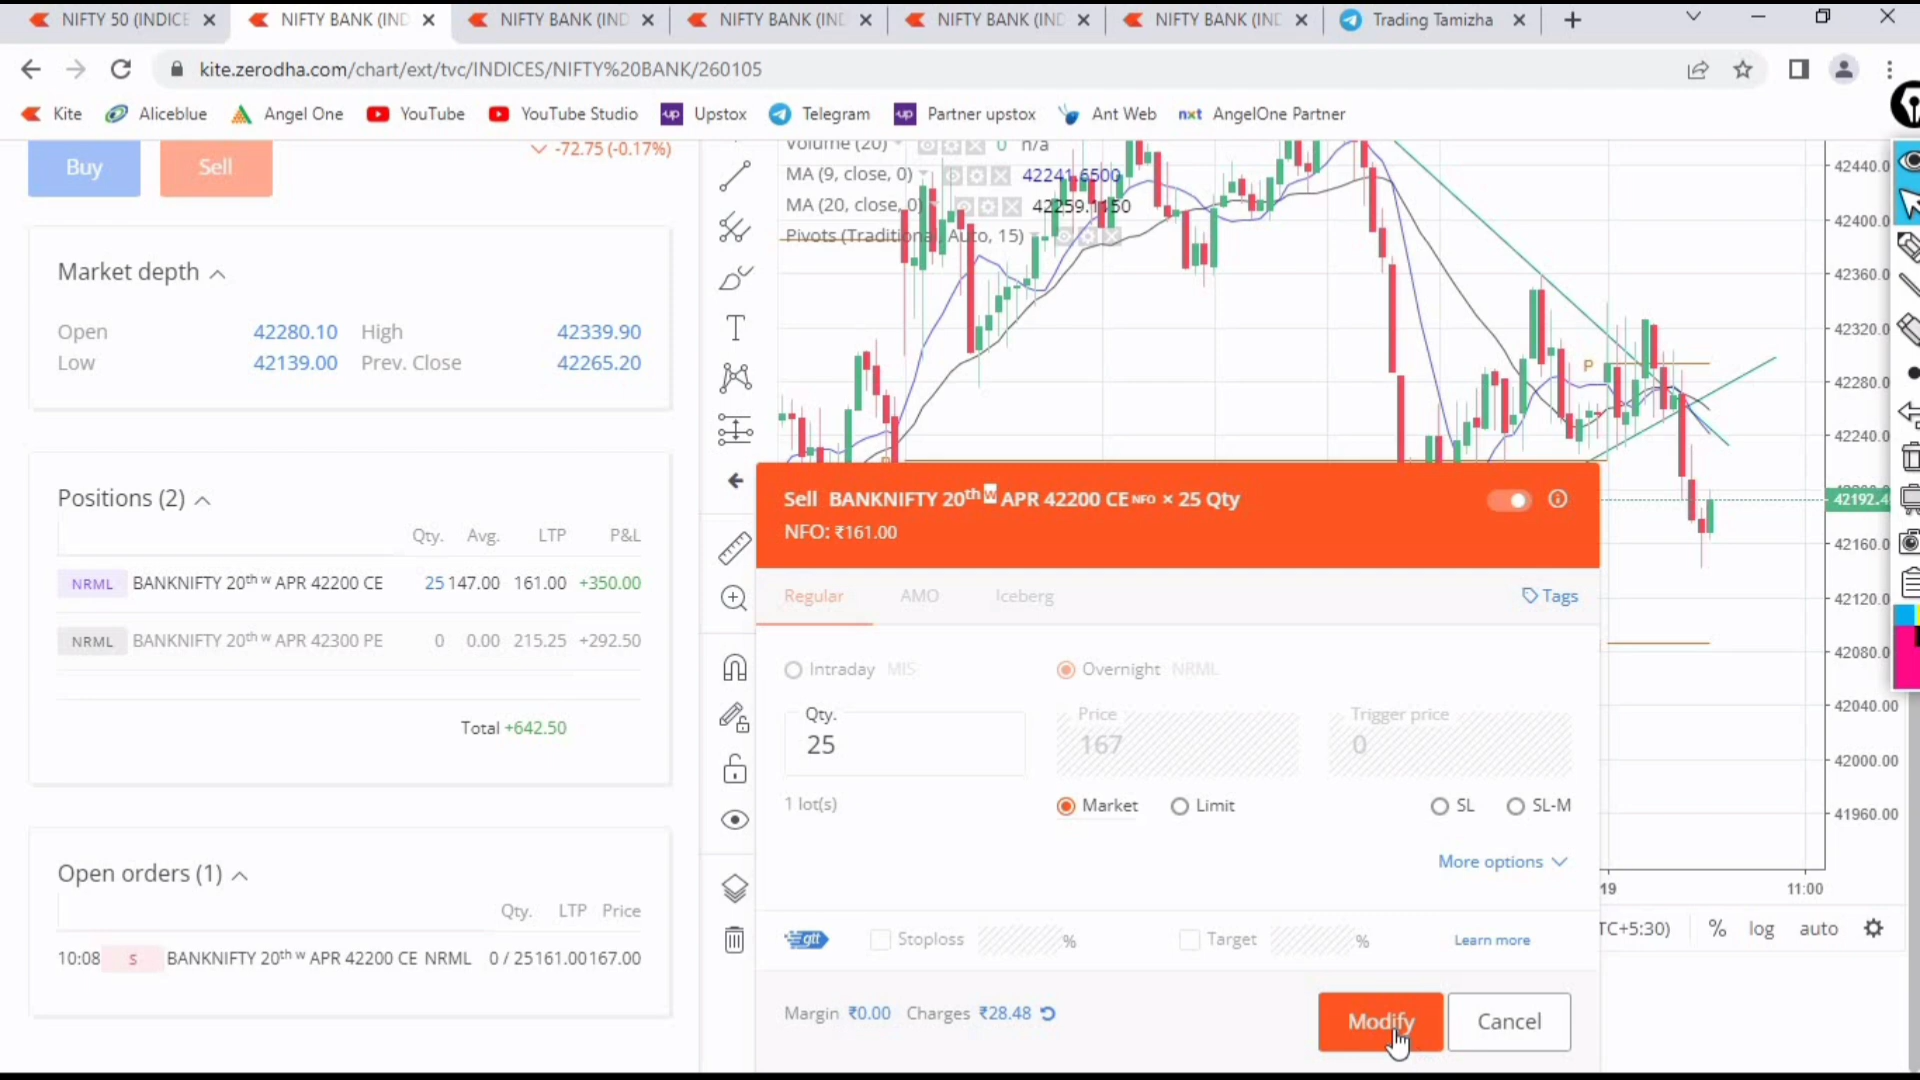 NIFTY 50 (INDICE
NIFTY BANK (IND
NIFTY BANK (IND
NIFTY BANK (IND
NIFTY BANK (IND
NIFTY BANK (IND
Trading Tamizha
kite.zerodha.com/chart/ext/tvc/INDICES/NIFTY%20BANK/260105
Kite Aliceblue Angel One YouTube YouTube Studio up Upstox Telegram up Partner upstox Ant Web nxt AngelOne Partner
Buy Sell -72.75 (-0.17%)
Market depth
Open 42280.10 High 42339.90
Low 42139.00 Prev. Close 42265.20
Positions (2)
Qty. Avg. LTP P&L
NRML BANKNIFTY 20th w APR 42200 CE 25 147.00 161.00 +350.00
NRML BANKNIFTY 20th w APR 42300 PE 0 0.00 215.25 +292.50
Total +642.50
Open orders (1)
Qty. LTP Price
10:08 S BANKNIFTY 20th w APR 42200 CE NRML 0 / 25 161.00 167.00
Volume (20) 0 n/a
MA (9, close, 0) 42241.6500
MA (20, close, 0) 42259.1150
Pivots (Traditional, Auto, 15)
P
42440.0
42400.0
42360.0
42320.0
42280.0
42240.0
42192.4
42160.0
42120.0
42080.0
42040.00
42000.00
41960.00
19 11:00
TC+5:30) % log auto
Sell BANKNIFTY 20th w APR 42200 CE NFO × 25 Qty
NFO: ₹161.00
Regular AMO Iceberg Tags
Intraday MIS Overnight NRML
Qty. Price Trigger price
25 167 0
1 lot(s) Market Limit SL SL-M
More options
gtt Stoploss % Target % Learn more
Margin ₹0.00 Charges ₹28.48 Modify Cancel